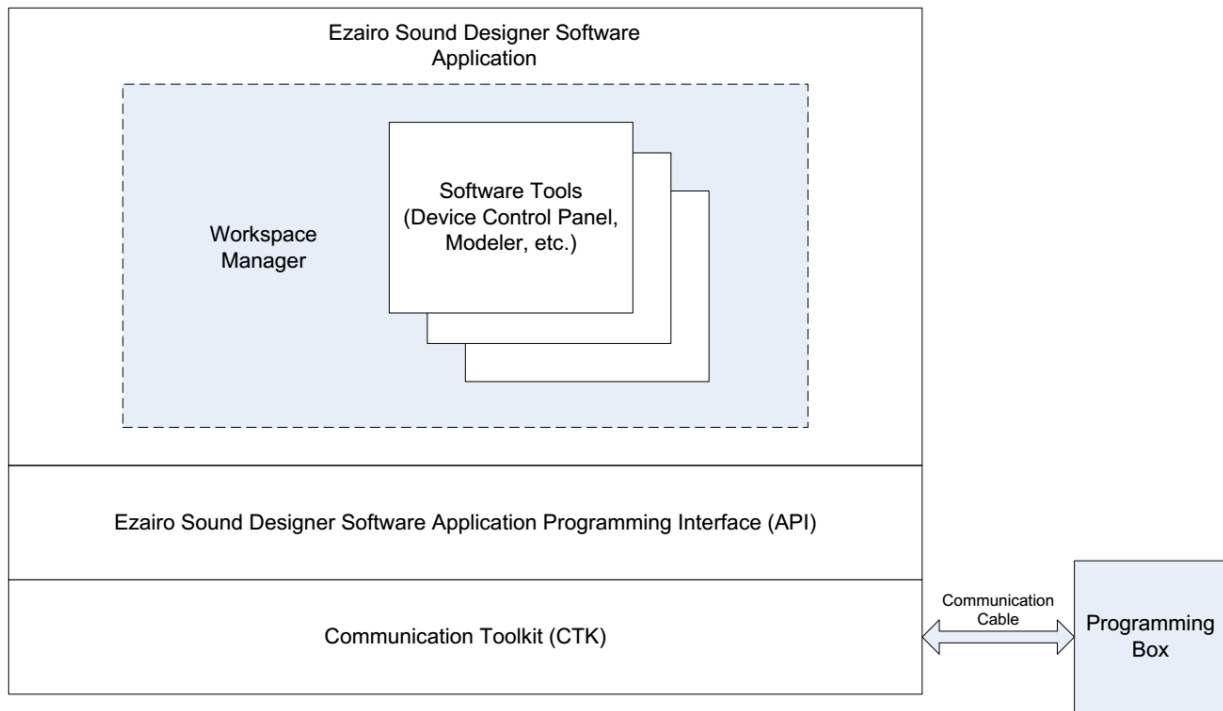 Ezairo Sound Designer Software
Application
Software Tools
(Device Control Panel,
Modeler, etc.)
Workspace
Manager
Ezairo Sound Designer Software Application Programming Interface (API)
Communication Toolkit (CTK)
Communication
Cable
Programming
Box